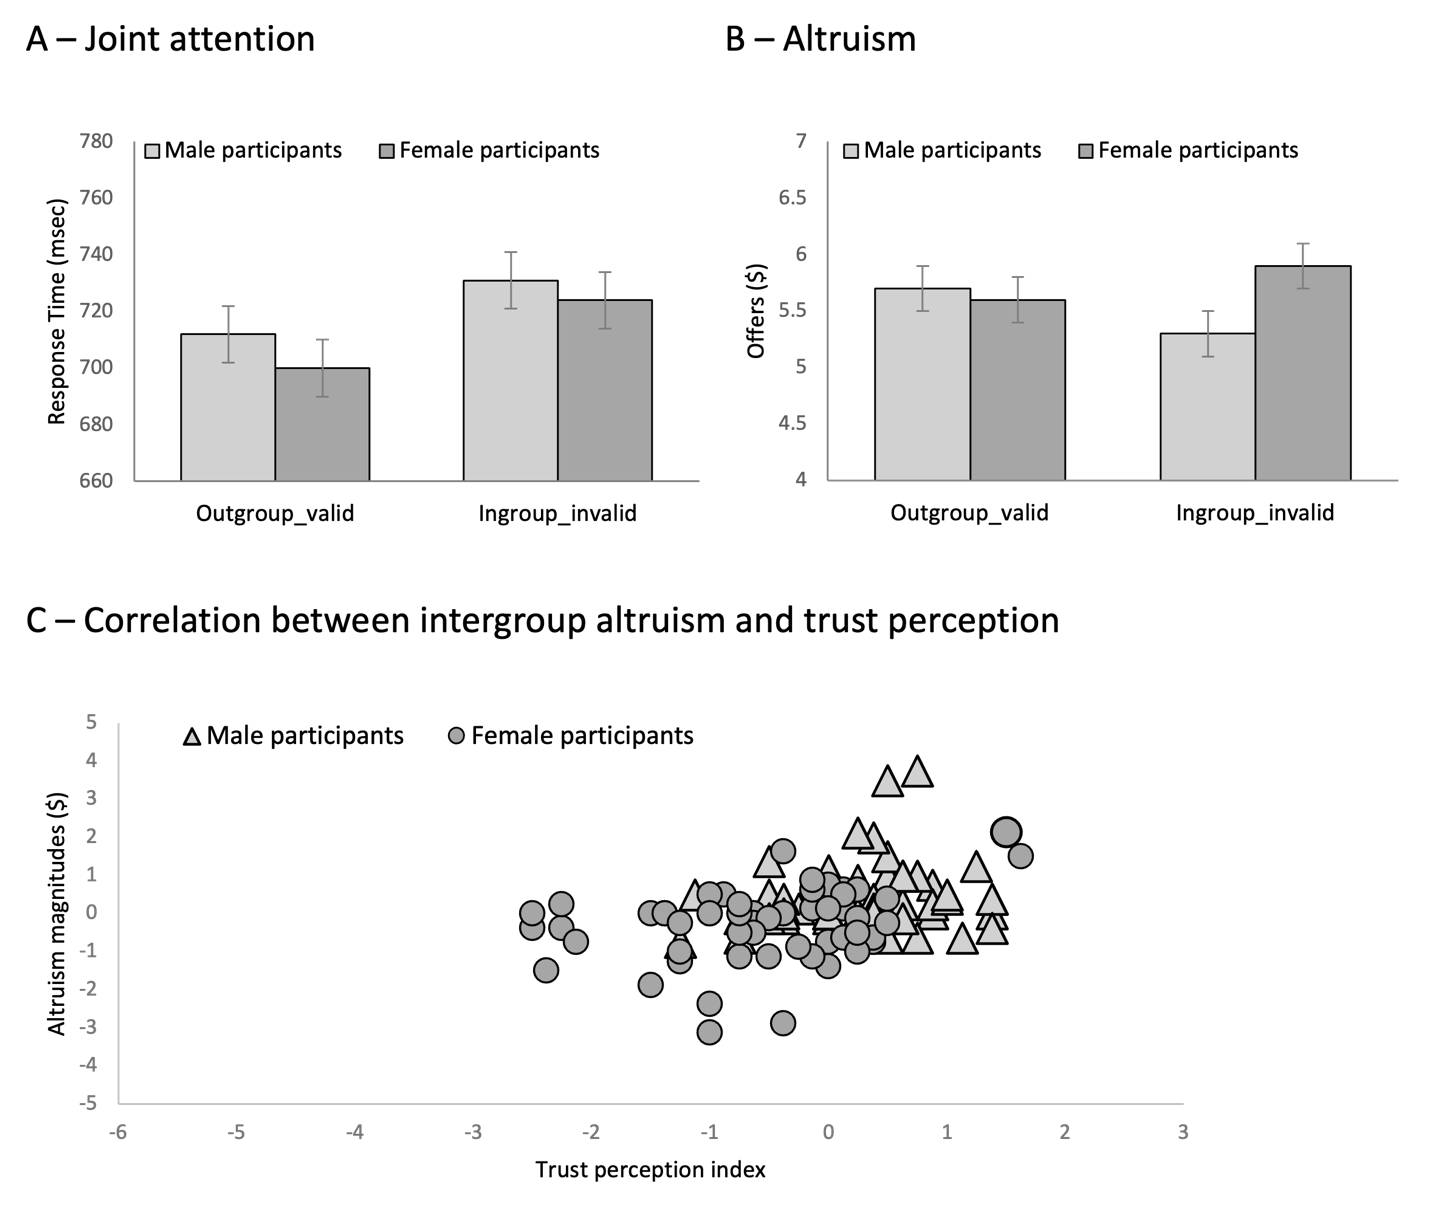 A – Joint attention
B – Altruism
780
Male participants
Female participants
760
740
720
700
680
660
Response Time (msec)
Outgroup_valid
Ingroup_invalid
7
Male participants
Female participants
6.5
6
5.5
5
4.5
4
Offers ($)
Outgroup_valid
Ingroup_invalid
C – Correlation between intergroup altruism and trust perception
5
Male participants
Female participants
4
3
2
1
0
-1
-2
-3
-4
-5
Altruism magnitudes ($)
-6 -5 -4 -3 -2 -1 0 1 2 3
Trust perception index